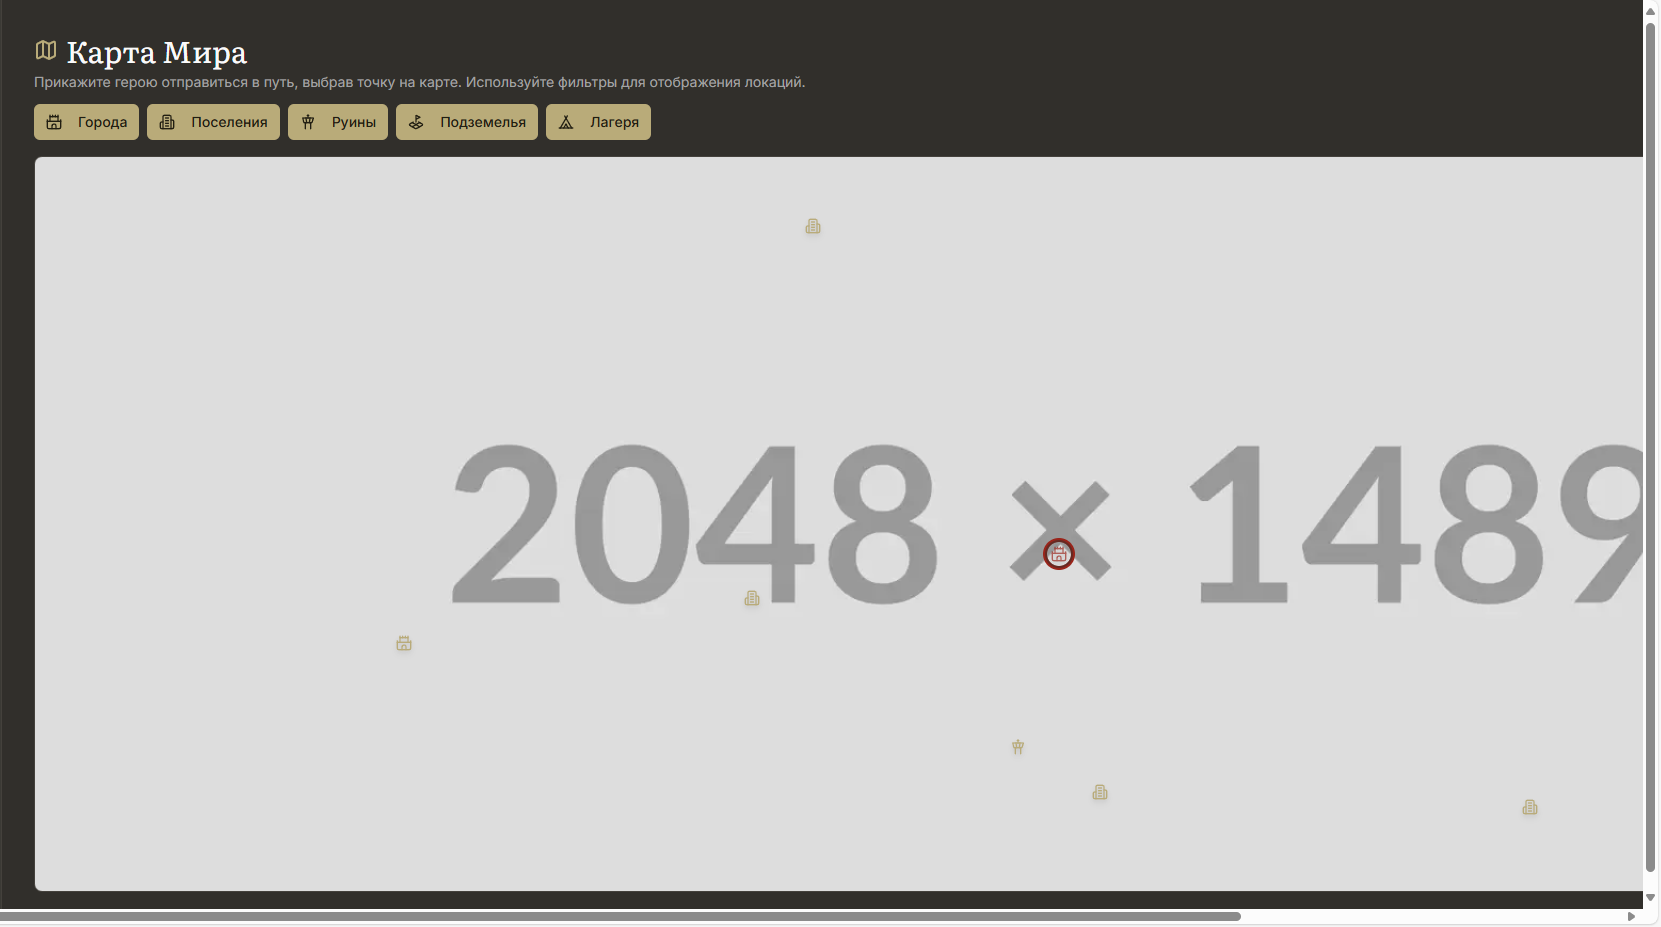 Карта Мира
Прикажите герою отправиться в путь, выбрав точку на карте. Используйте фильтры для отображения локаций.
Города Поселения Руины Подземелья Лагеря
2048 × 1489